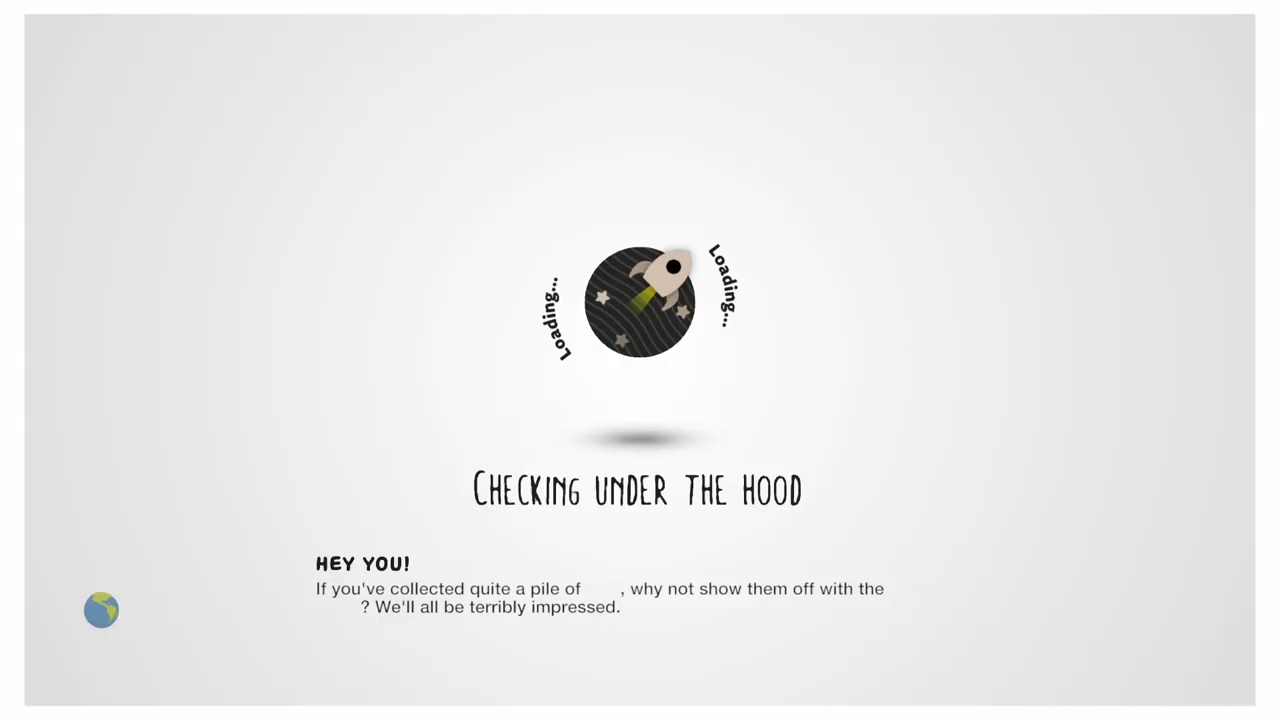 Loading...
Loading...
CHECKING UNDER THE HOOD
HEY YOU!
If you've collected quite a pile of , why not show them off with the
? We'll all be terribly impressed.